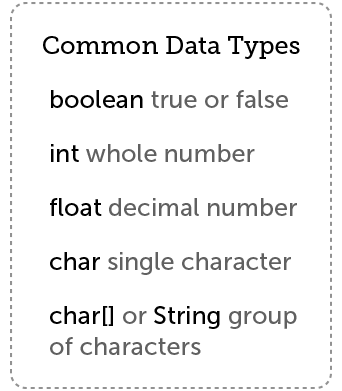 Common Data Types
boolean true or false
int whole number
float decimal number
char single character
char[] or String group
of characters